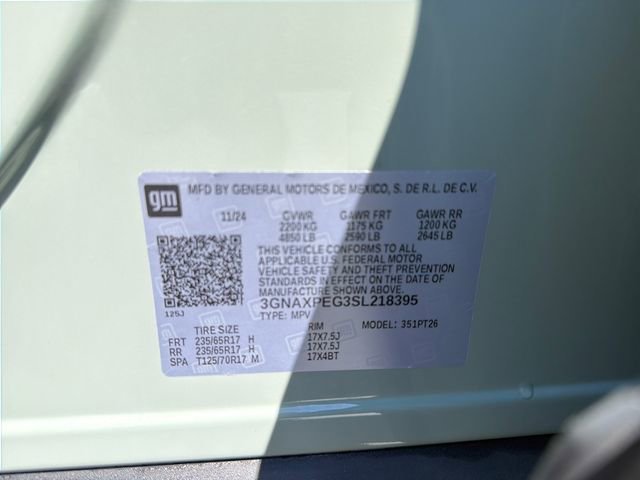 gm MFD BY GENERAL MOTORS DE MEXICO, S. DE R.L. DE C.V.
11/24 GVWR GAWR FRT GAWR RR
2200 KG 1175 KG 1200 KG
4850 LB 2590 LB 2645 LB
THIS VEHICLE CONFORMS TO ALL
APPLICABLE U.S. FEDERAL MOTOR
VEHICLE SAFETY AND THEFT PREVENTION
STANDARDS IN EFFECT ON THE DATE OF
MANUFACTURE SHOWN ABOVE.
3GNAXPEG3SL218395
125J TYPE: MPV
TIRE SIZE RIM MODEL: 351PT26
FRT 235/65R17 H 17X7.5J
RR 235/65R17 H 17X7.5J
SPA T125/70R17 M 17X4BT